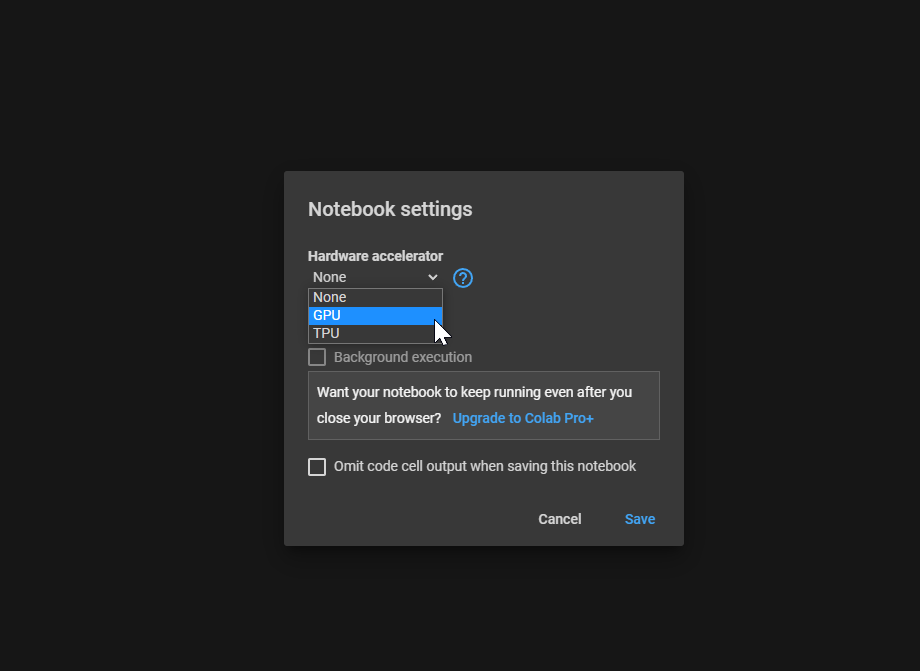 Notebook settings
Hardware accelerator
None
None
GPU
TPU
Background execution
Want your notebook to keep running even after you
close your browser? Upgrade to Colab Pro+
Omit code cell output when saving this notebook
Cancel Save